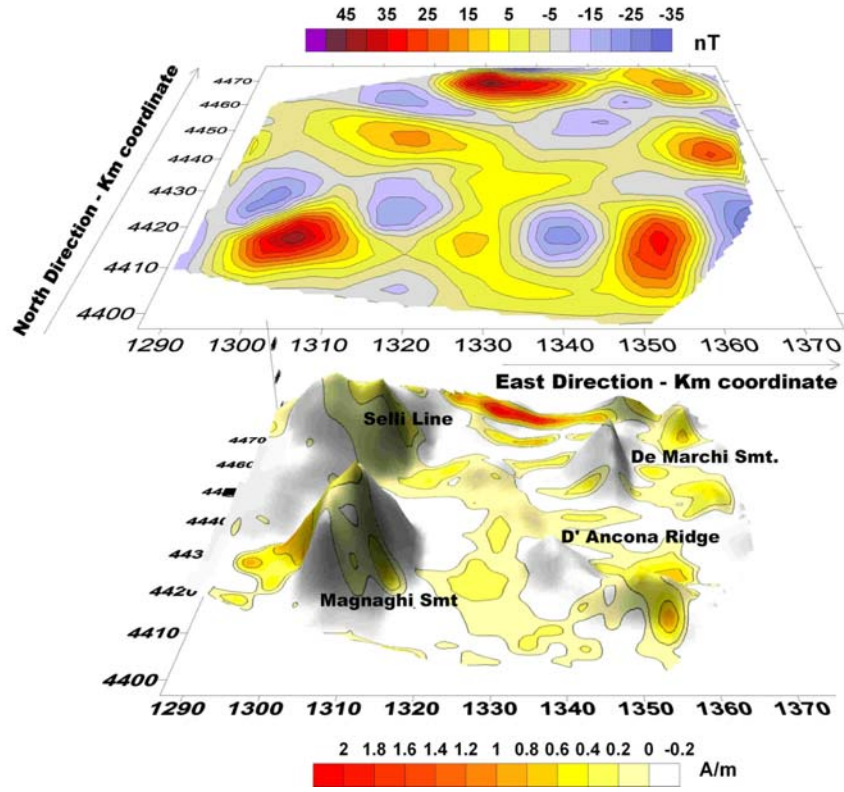 45 35 25 15 5 -5 -15 -25 -35
nT
4470
4460
4450
4440
4430
4420
4410
4400
North Direction - Km coordinate
1290 1300 1310 1320 1330 1340 1350 1360 1370
East Direction - Km coordinate
Selli Line
4470
De Marchi Smt.
4460
4440
D' Ancona Ridge
443
4420
Magnaghi Smt
4410
4400
1290 1300 1310 1320 1330 1340 1350 1360 1370
2 1.8 1.6 1.4 1.2 1 0.8 0.6 0.4 0.2 0 -0.2
A/m